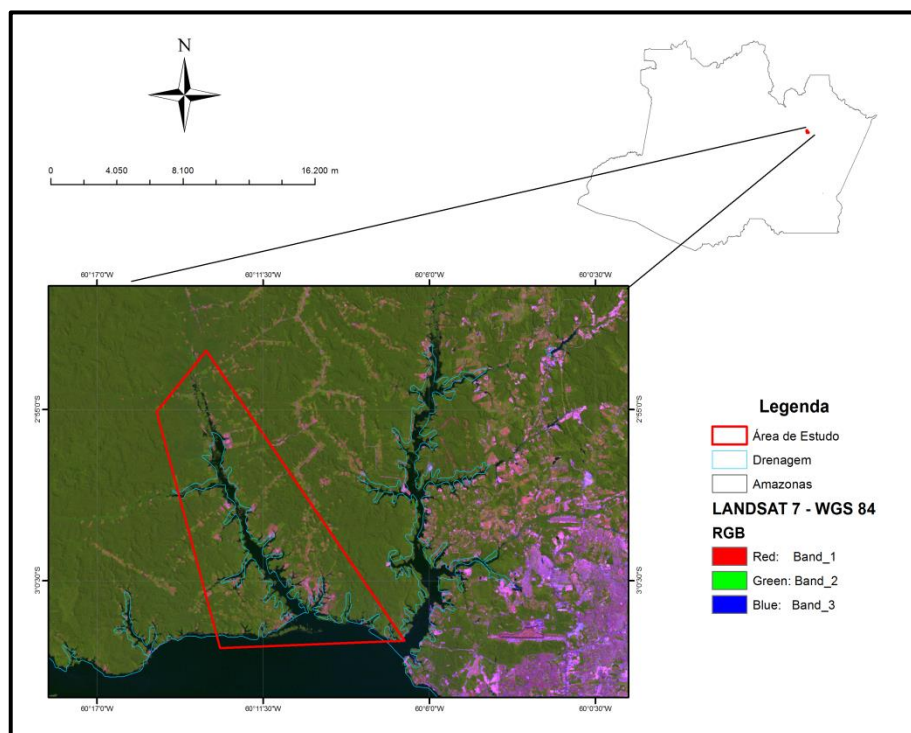 N
0 4.050 8.100 16.200 m
60°17'0"W 60°11'30"W 60°6'0"W 60°0'30"W
2°55'0"S 2°55'0"S
3°0'30"S 3°0'30"S
60°17'0"W 60°11'30"W 60°6'0"W 60°0'30"W
Legenda
Área de Estudo
Drenagem
Amazonas
LANDSAT 7 - WGS 84
RGB
Red: Band_1
Green: Band_2
Blue: Band_3